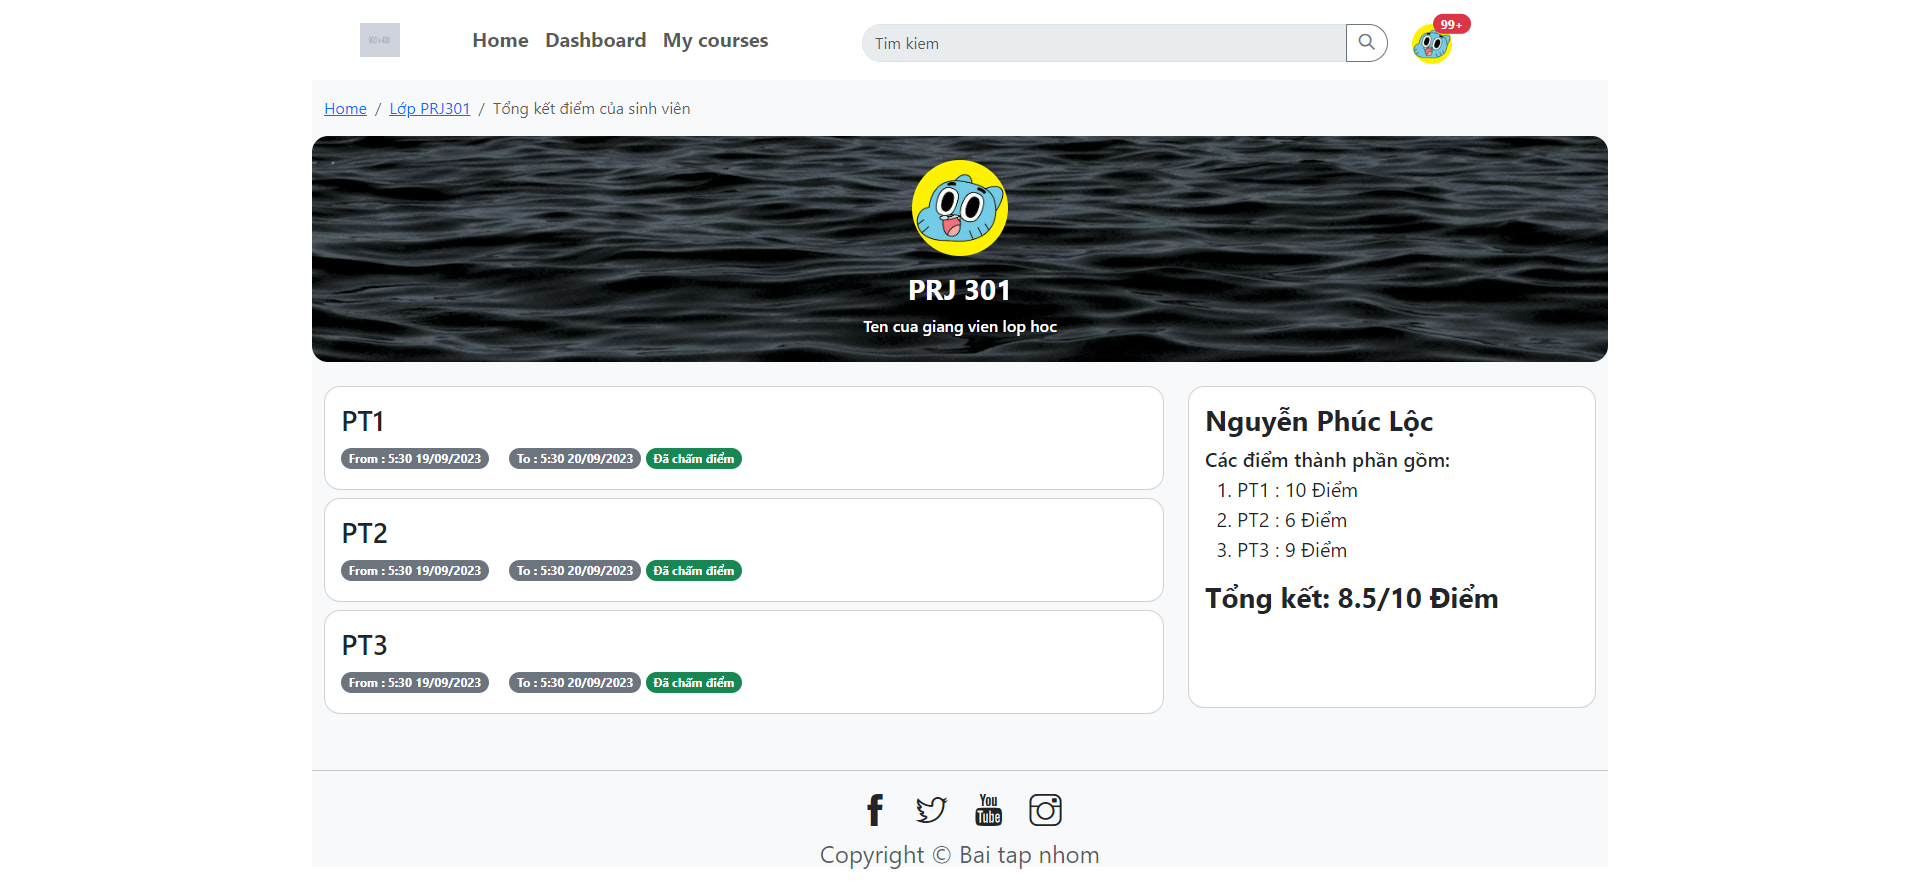 Home Dashboard My courses
Tim kiem
99+
Home / Lớp PRJ301 / Tổng kết điểm của sinh viên
PRJ 301
Ten cua giang vien lop hoc
PT1
From : 5:30 19/09/2023 To : 5:30 20/09/2023 Đã chấm điểm
PT2
From : 5:30 19/09/2023 To : 5:30 20/09/2023 Đã chấm điểm
PT3
From : 5:30 19/09/2023 To : 5:30 20/09/2023 Đã chấm điểm
Nguyễn Phúc Lộc
Các điểm thành phần gồm:
1. PT1 : 10 Điểm
2. PT2 : 6 Điểm
3. PT3 : 9 Điểm
Tổng kết: 8.5/10 Điểm
You
Tube
Copyright © Bai tap nhom